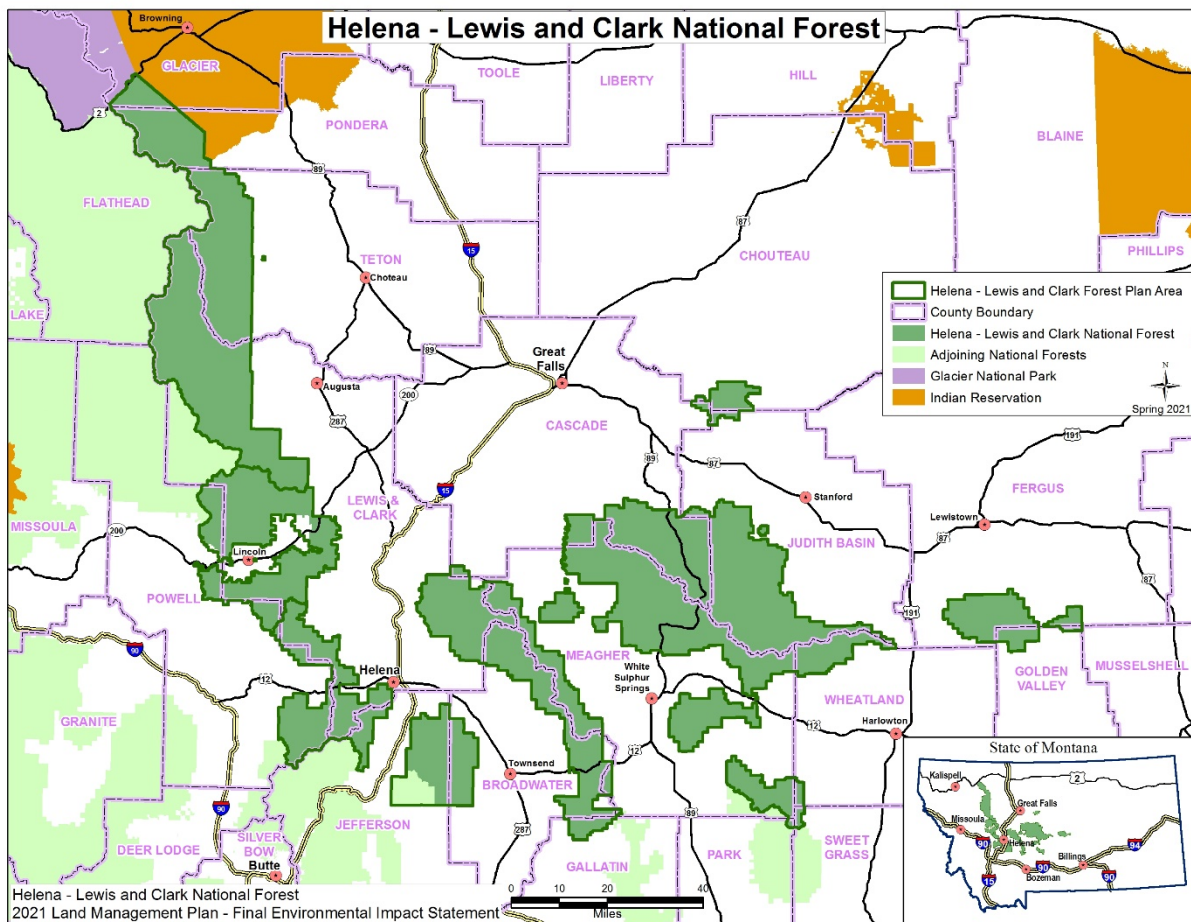 Helena - Lewis and Clark National Forest
Browning
GLACIER
TOOLE
LIBERTY
HILL
2
PONDERA
BLAINE
89
87
FLATHEAD
15
CHOUTEAU
PHILLIPS
TETON
Choteau
Helena - Lewis and Clark Forest Plan Area
County Boundary
Helena - Lewis and Clark National Forest
Adjoining National Forests
Glacier National Park
Indian Reservation
N
Spring 2021
LAKE
89
Great
Falls
Augusta
200
287
CASCADE
191
89
87
Stanford
FERGUS
LEWIS &
CLARK
15
Lewistown
87
MISSOULA
200
Lincoln
JUDITH BASIN
87
POWELL
191
90
MEAGHER
GOLDEN
VALLEY
MUSSELSHELL
12
Helena
White
Sulphur
Springs
WHEATLAND
GRANITE
12
Harlowton
Townsend
12
BROADWATER
90
JEFFERSON
287
89
DEER LODGE
SILVER
BOW
Butte
GALLATIN
PARK
SWEET
GRASS
State of Montana
Kalispell
2
Great Falls
Missoula
90
Helena
94
Billings
90
15
Bozeman
90
Helena - Lewis and Clark National Forest
2021 Land Management Plan - Final Environmental Impact Statement
0 10 20 40
Miles